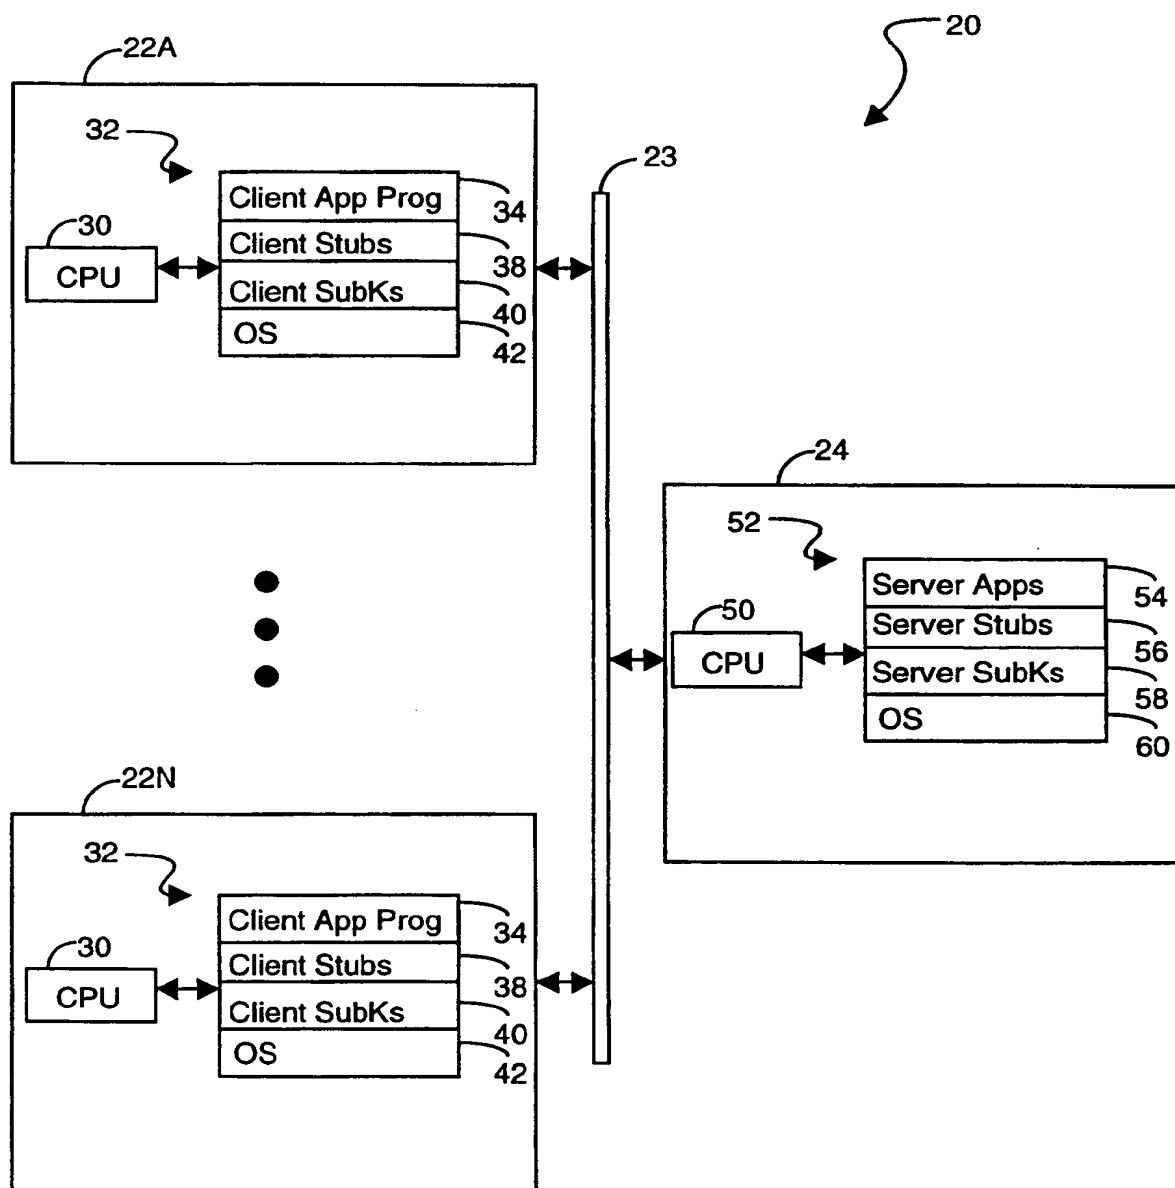 20
22A
32
Client App Prog
34
30
CPU
Client Stubs
38
Client SubKs
40
OS
42
23
24
52
Server Apps
54
50
CPU
Server Stubs
56
Server SubKs
58
OS
60
22N
32
Client App Prog
34
30
CPU
Client Stubs
38
Client SubKs
40
OS
42